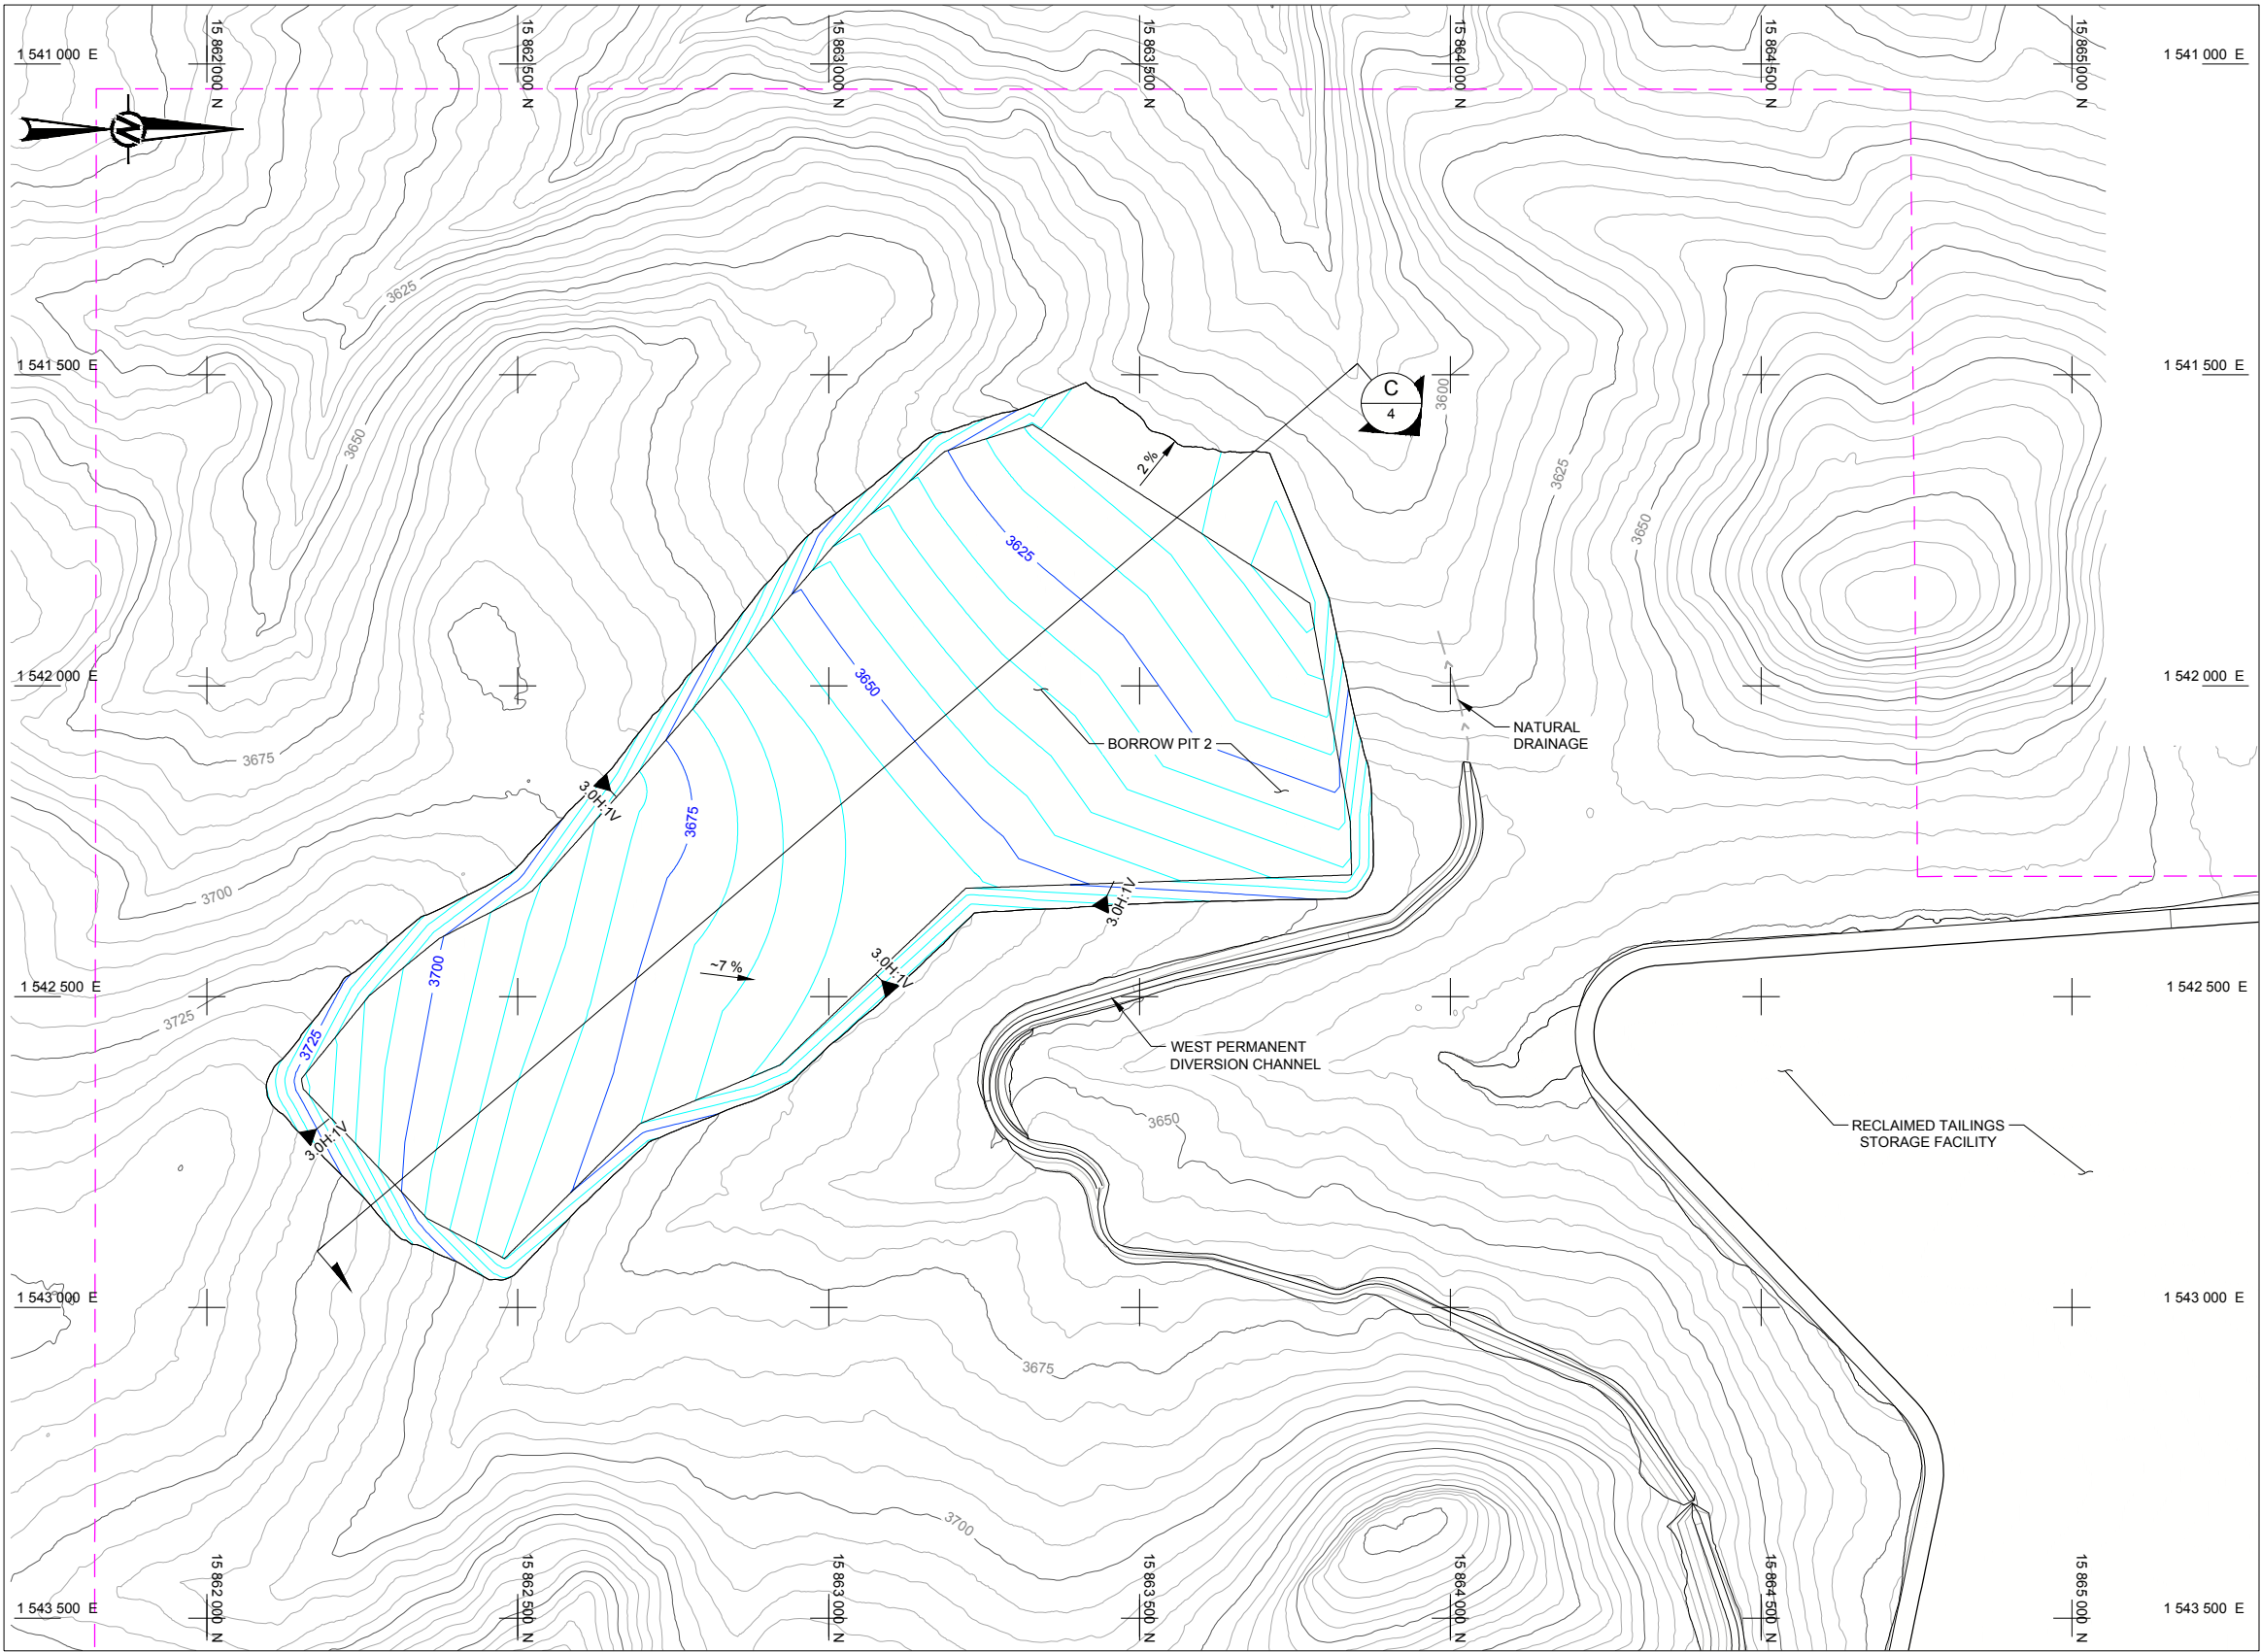 15 862 000 N
15 862 500 N
15 863 000 N
15 863 500 N
15 864 000 N
15 864 500 N
15 865 000 N
1 541 000 E
1 541 000 E
N
3625
1 541 500 E
1 541 500 E
C
4
3600
3650
2 %
3625
3625
3650
1 542 000 E
1 542 000 E
3650
NATURAL
DRAINAGE
BORROW PIT 2
3675
3.0H:1V
3675
3700
3.0H:1V
3700
~7 %
3.0H:1V
1 542 500 E
1 542 500 E
3725
3725
WEST PERMANENT
DIVERSION CHANNEL
3650
RECLAIMED TAILINGS
STORAGE FACILITY
3.0H:1V
1 543 000 E
1 543 000 E
3675
3700
15 862 000 N
15 862 500 N
15 863 000 N
15 863 500 N
15 864 000 N
15 864 500 N
15 865 000 N
1 543 500 E
1 543 500 E